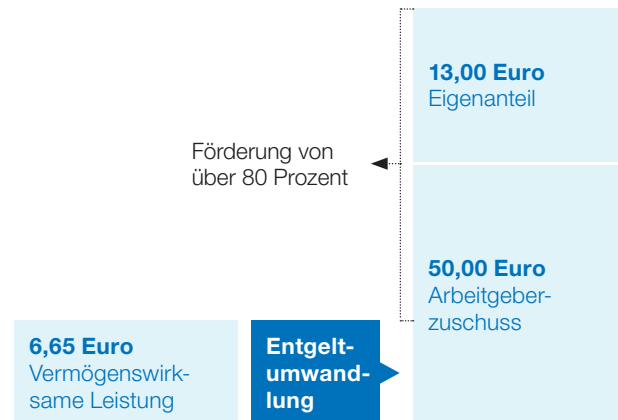 13,00 Euro
Eigenanteil
Förderung von
über 80 Prozent
50,00 Euro
Arbeitgeber-
zuschuss
6,65 Euro
Vermögenswirk-
same Leistung
Entgelt-
umwand-
lung